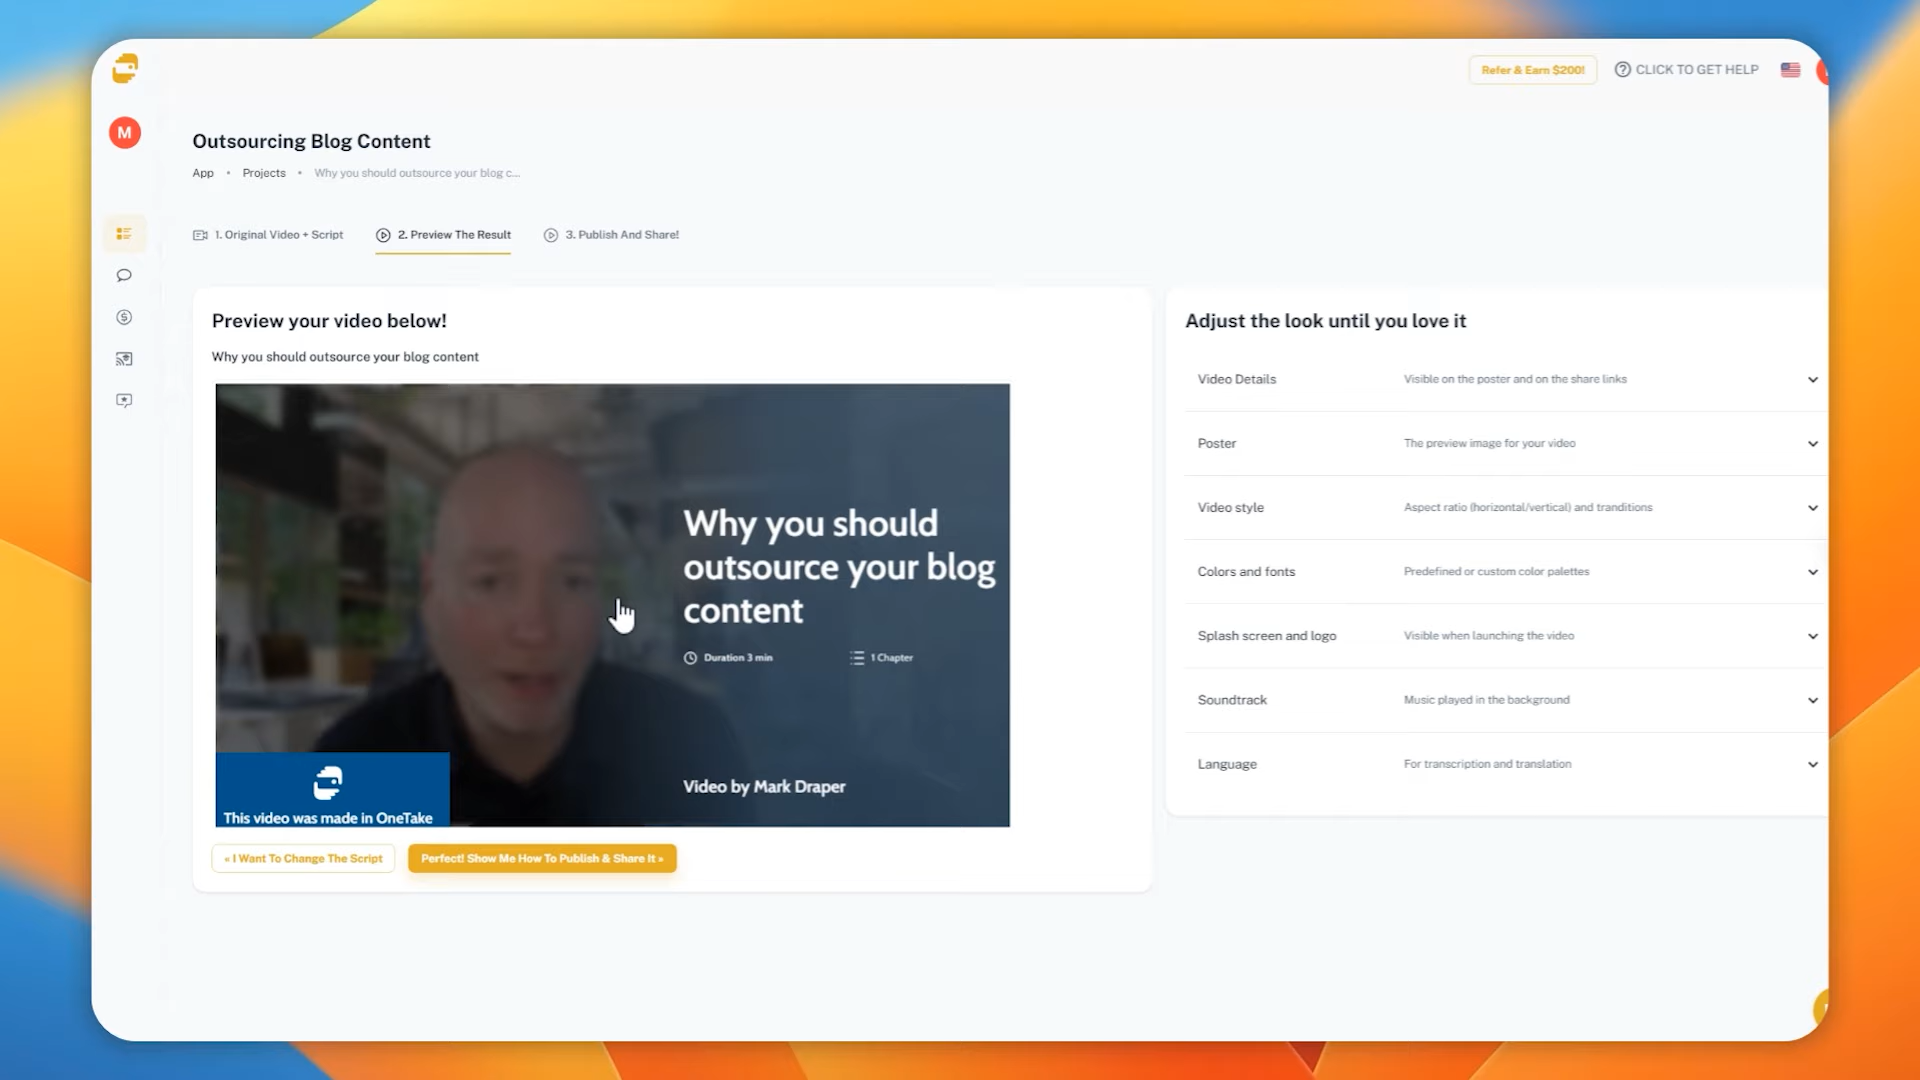 Refer & Earn $200!
CLICK TO GET HELP
M
Outsourcing Blog Content
App • Projects • Why you should outsource your blog c...
1. Original Video + Script
2. Preview The Result
3. Publish And Share!
Preview your video below!
Why you should outsource your blog content
Why you should
outsource your blog
content
Duration 3 min
1 Chapter
Video by Mark Draper
This video was made in OneTake
« I Want To Change The Script
Perfect! Show Me How To Publish & Share It »
Adjust the look until you love it
Video Details Visible on the poster and on the share links
Poster The preview image for your video
Video style Aspect ratio (horizontal/vertical) and tranditions
Colors and fonts Predefined or custom color palettes
Splash screen and logo Visible when launching the video
Soundtrack Music played in the background
Language For transcription and translation